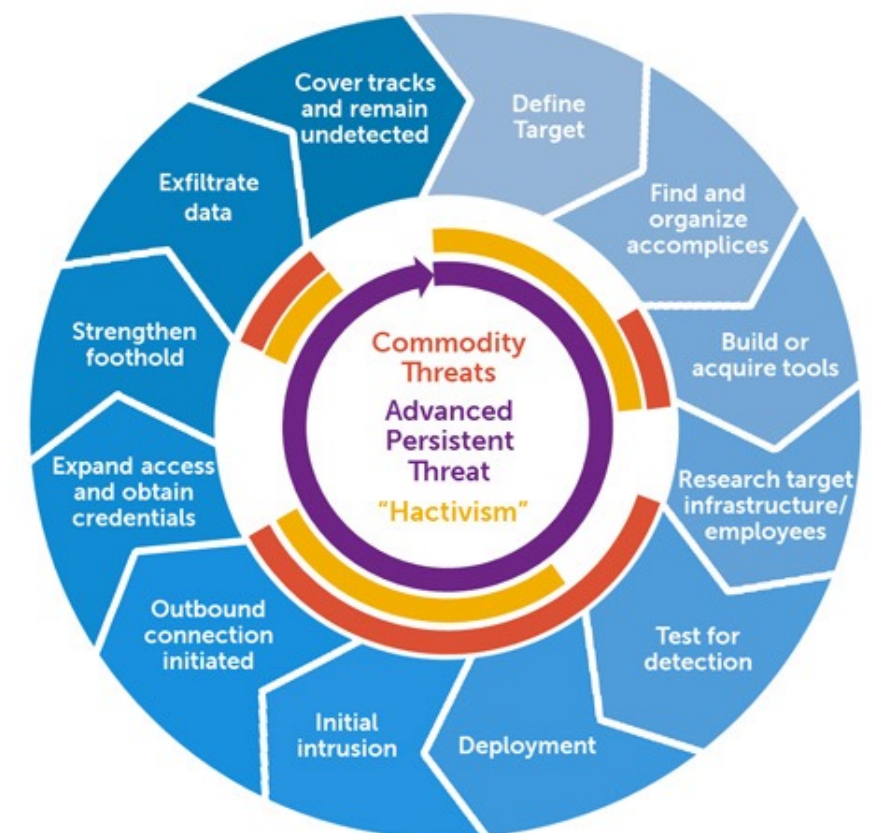 Define
Target
Find and
organize
accomplices
Build or
acquire tools
Research target
infrastructure/
employees
Test for
detection
Deployment
Initial
intrusion
Outbound
connection
initiated
Expand access
and obtain
credentials
Strengthen
foothold
Exfiltrate
data
Cover tracks
and remain
undetected
Commodity
Threats
Advanced
Persistent
Threat
“Hactivism”